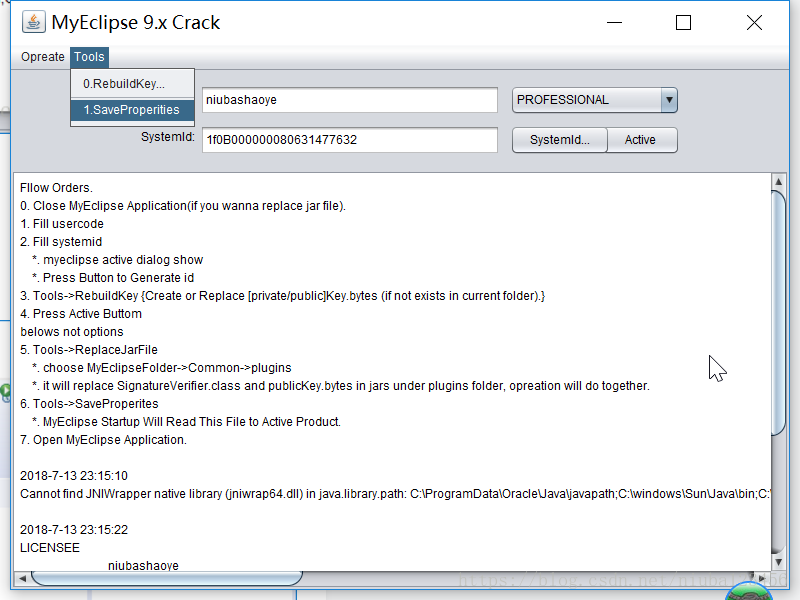 MyEclipse 9.x Crack
Opreate Tools
0.RebuildKey...
1.SaveProperities
niubashaoye
PROFESSIONAL
SystemId:
1f0B000000080631477632
SystemId...
Active
Fllow Orders.
0. Close MyEclipse Application(if you wanna replace jar file).
1. Fill usercode
2. Fill systemid
*. myeclipse active dialog show
*. Press Button to Generate id
3. Tools->RebuildKey {Create or Replace [private/public]Key.bytes (if not exists in current folder).}
4. Press Active Buttom
belows not options
5. Tools->ReplaceJarFile
*. choose MyEclipseFolder->Common->plugins
*. it will replace SignatureVerifier.class and publicKey.bytes in jars under plugins folder, opreation will do together.
6. Tools->SaveProperites
*. MyEclipse Startup Will Read This File to Active Product.
7. Open MyEclipse Application.
2018-7-13 23:15:10
Cannot find JNIWrapper native library (jniwrap64.dll) in java.library.path: C:\ProgramData\Oracle\Java\javapath;C:\windows\Sun\Java\bin;C:\
2018-7-13 23:15:22
LICENSEE
niubashaoye